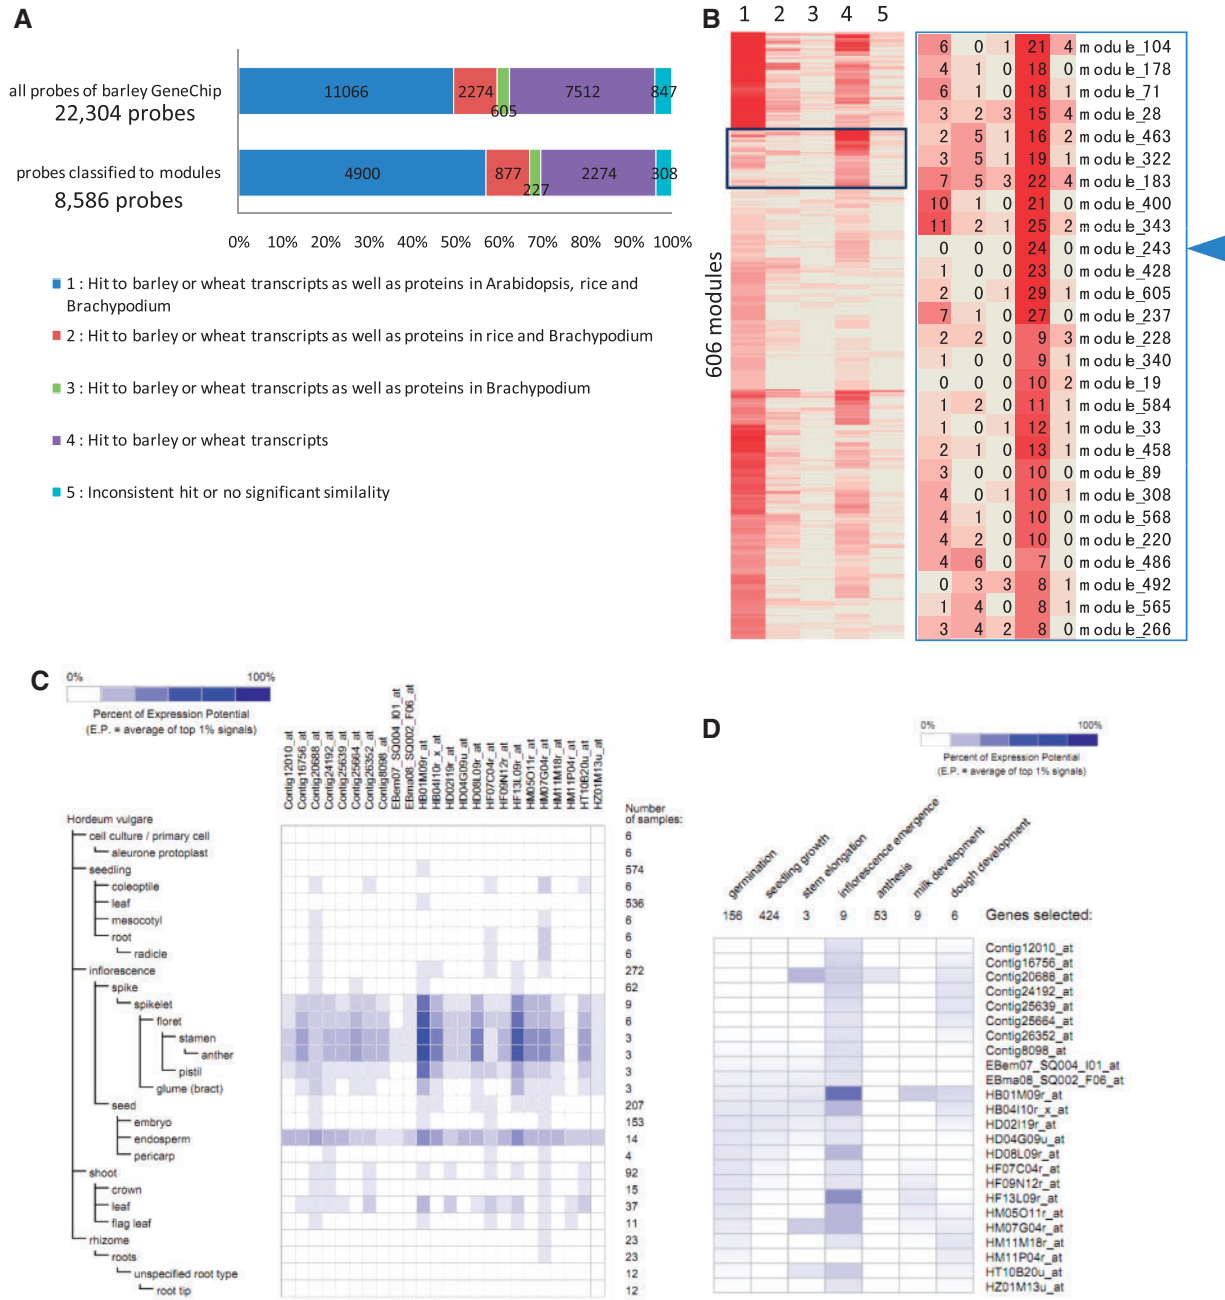 A
all probes of barley GeneChip
22,304 probes
11066 2274 605 7512 847
probes classified to modules
8,586 probes
4900 877 227 2274 308
0% 10% 20% 30% 40% 50% 60% 70% 80% 90% 100%
1 : Hit to barley or wheat transcripts as well as proteins in Arabidopsis, rice and
Brachypodium
2 : Hit to barley or wheat transcripts as well as proteins in rice and Brachypodium
3 : Hit to barley or wheat transcripts as well as proteins in Brachypodium
4 : Hit to barley or wheat transcripts
5 : Inconsistent hit or no significant similality
B
1 2 3 4 5
606 modules
6 0 1 21 4 module_104
4 1 0 18 0 module_178
6 1 0 18 1 module_71
3 2 3 15 4 module_28
2 5 1 16 2 module_463
3 5 1 19 1 module_322
7 5 3 22 4 module_183
10 1 0 21 0 module_400
11 2 1 25 2 module_343
0 0 0 24 0 module_243
1 0 0 23 0 module_428
2 0 1 29 1 module_605
7 1 0 27 0 module_237
2 2 0 9 3 module_228
1 0 0 9 1 module_340
0 0 0 10 2 module_19
1 2 0 11 1 module_584
1 0 1 12 1 module_33
2 1 0 13 1 module_458
3 0 0 10 0 module_89
4 0 1 10 1 module_308
4 1 0 10 0 module_568
4 2 0 10 0 module_220
4 6 0 7 0 module_486
0 3 3 8 1 module_492
1 4 0 8 1 module_565
3 4 2 8 0 module_266
C
0% 100%
Percent of Expression Potential
(E.P. = average of top 1% signals)
Contig12010_at
Contig16756_at
Contig20688_at
Contig24192_at
Contig25639_at
Contig25664_at
Contig26352_at
Contig8098_at
EBem07_SQ004_I01_at
EBma08_SQ002_F06_at
HB01M09r_at
HB04I10r_x_at
HD02I19r_at
HD04G09u_at
HD08L09r_at
HF07C04r_at
HF09N12r_at
HF13L09r_at
HM05O11r_at
HM07G04r_at
HM11M18r_at
HM11P04r_at
HT10B20u_at
HZ01M13u_at
Number
of samples:
Hordeum vulgare
cell culture / primary cell 6
aleurone protoplast 6
seedling 574
coleoptile 6
leaf 536
mesocotyl 6
root 6
radicle 6
inflorescence 272
spike 62
spikelet 9
floret 6
stamen 3
anther 3
pistil 3
glume (bract) 3
seed 207
embryo 153
endosperm 14
pericarp 4
shoot 92
crown 15
leaf 37
flag leaf 11
rhizome 23
roots 23
unspecified root type 12
root tip 12
D
0% 100%
Percent of Expression Potential
(E.P. = average of top 1% signals)
germination
seedling growth
stem elongation
inflorescence emergence
anthesis
milk development
dough development
156 424 3 9 53 9 6 Genes selected:
Contig12010_at
Contig16756_at
Contig20688_at
Contig24192_at
Contig25639_at
Contig25664_at
Contig26352_at
Contig8098_at
EBem07_SQ004_I01_at
EBma08_SQ002_F06_at
HB01M09r_at
HB04I10r_x_at
HD02I19r_at
HD04G09u_at
HD08L09r_at
HF07C04r_at
HF09N12r_at
HF13L09r_at
HM05O11r_at
HM07G04r_at
HM11M18r_at
HM11P04r_at
HT10B20u_at
HZ01M13u_at